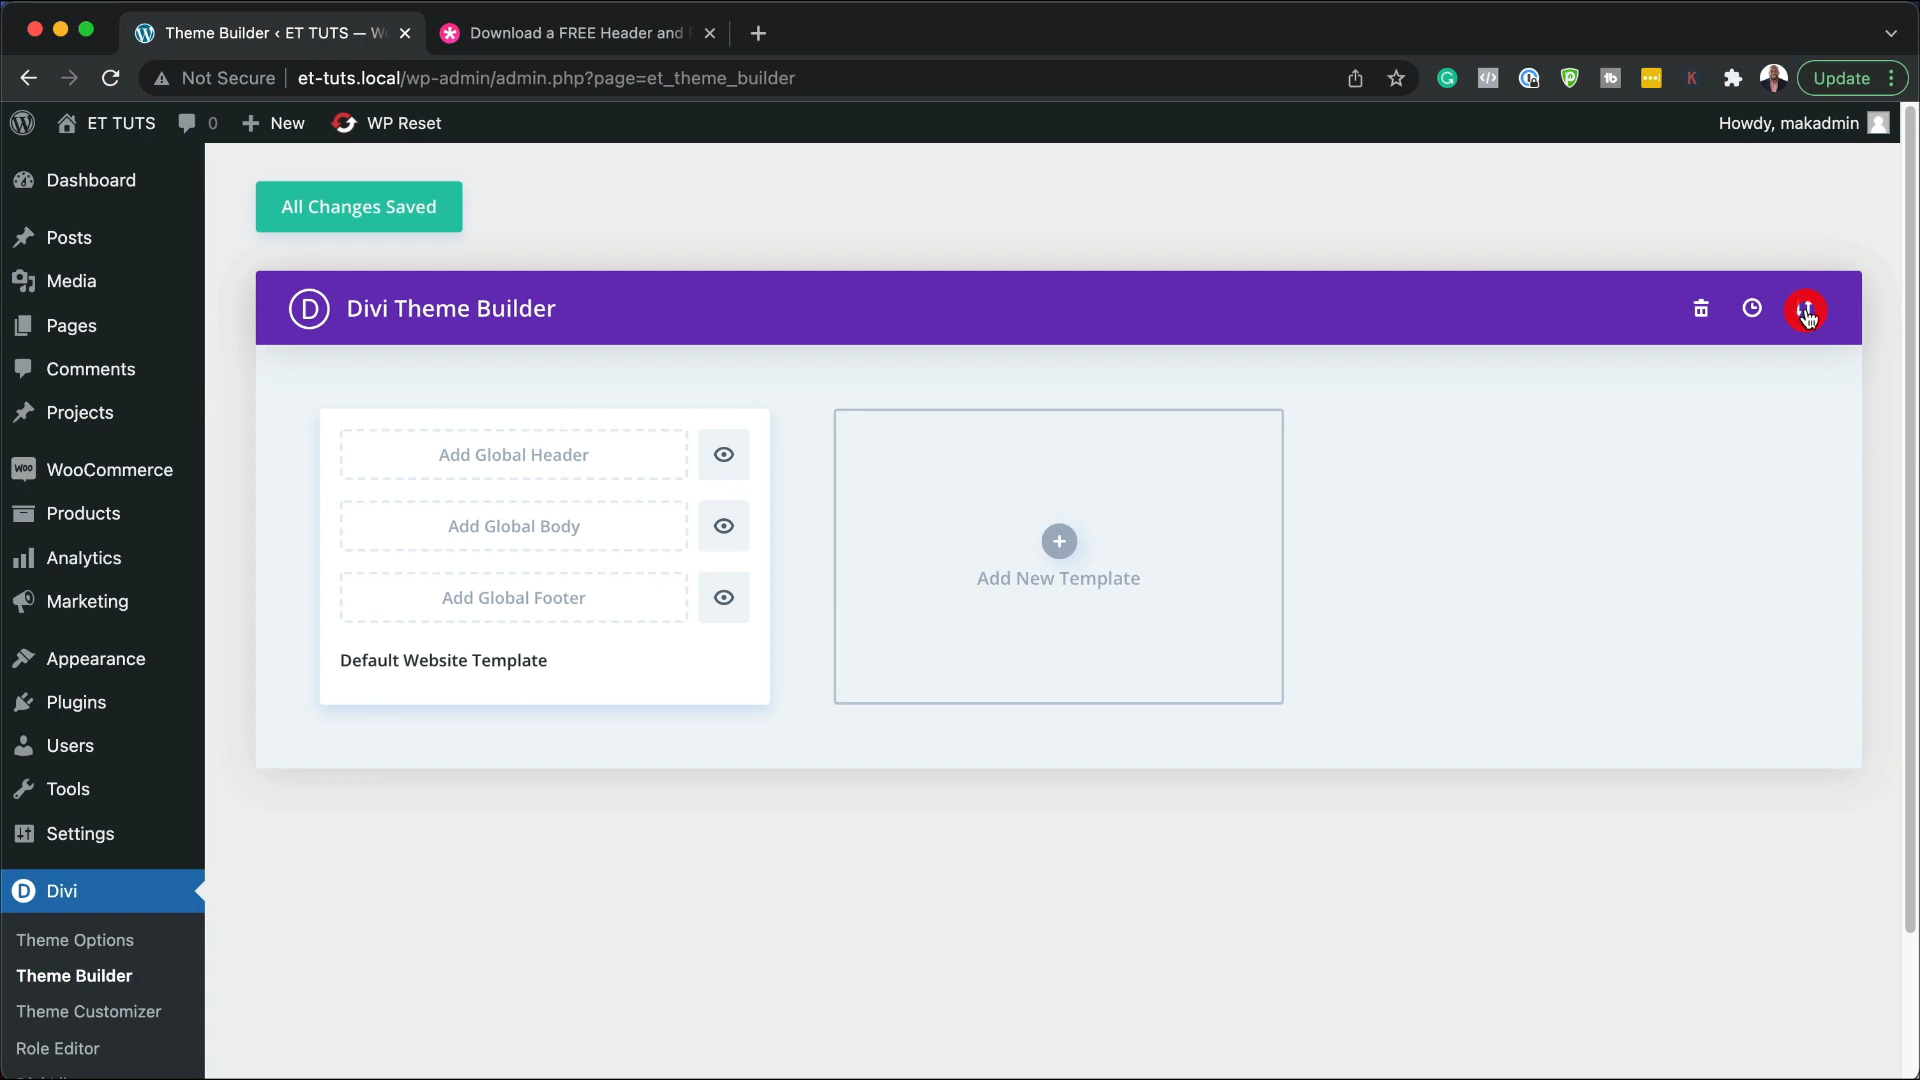 Theme Builder ‹ ET TUTS — W
Download a FREE Header and
Not Secure
et-tuts.local/wp-admin/admin.php?page=et_theme_builder
Update
ET TUTS
0
New
WP Reset
Howdy, makadmin
Dashboard
Posts
Media
Pages
Comments
Projects
WooCommerce
Products
Analytics
Marketing
Appearance
Plugins
Users
Tools
Settings
Divi
Theme Options
Theme Builder
Theme Customizer
Role Editor
All Changes Saved
Divi Theme Builder
Add Global Header
Add Global Body
Add Global Footer
Default Website Template
Add New Template